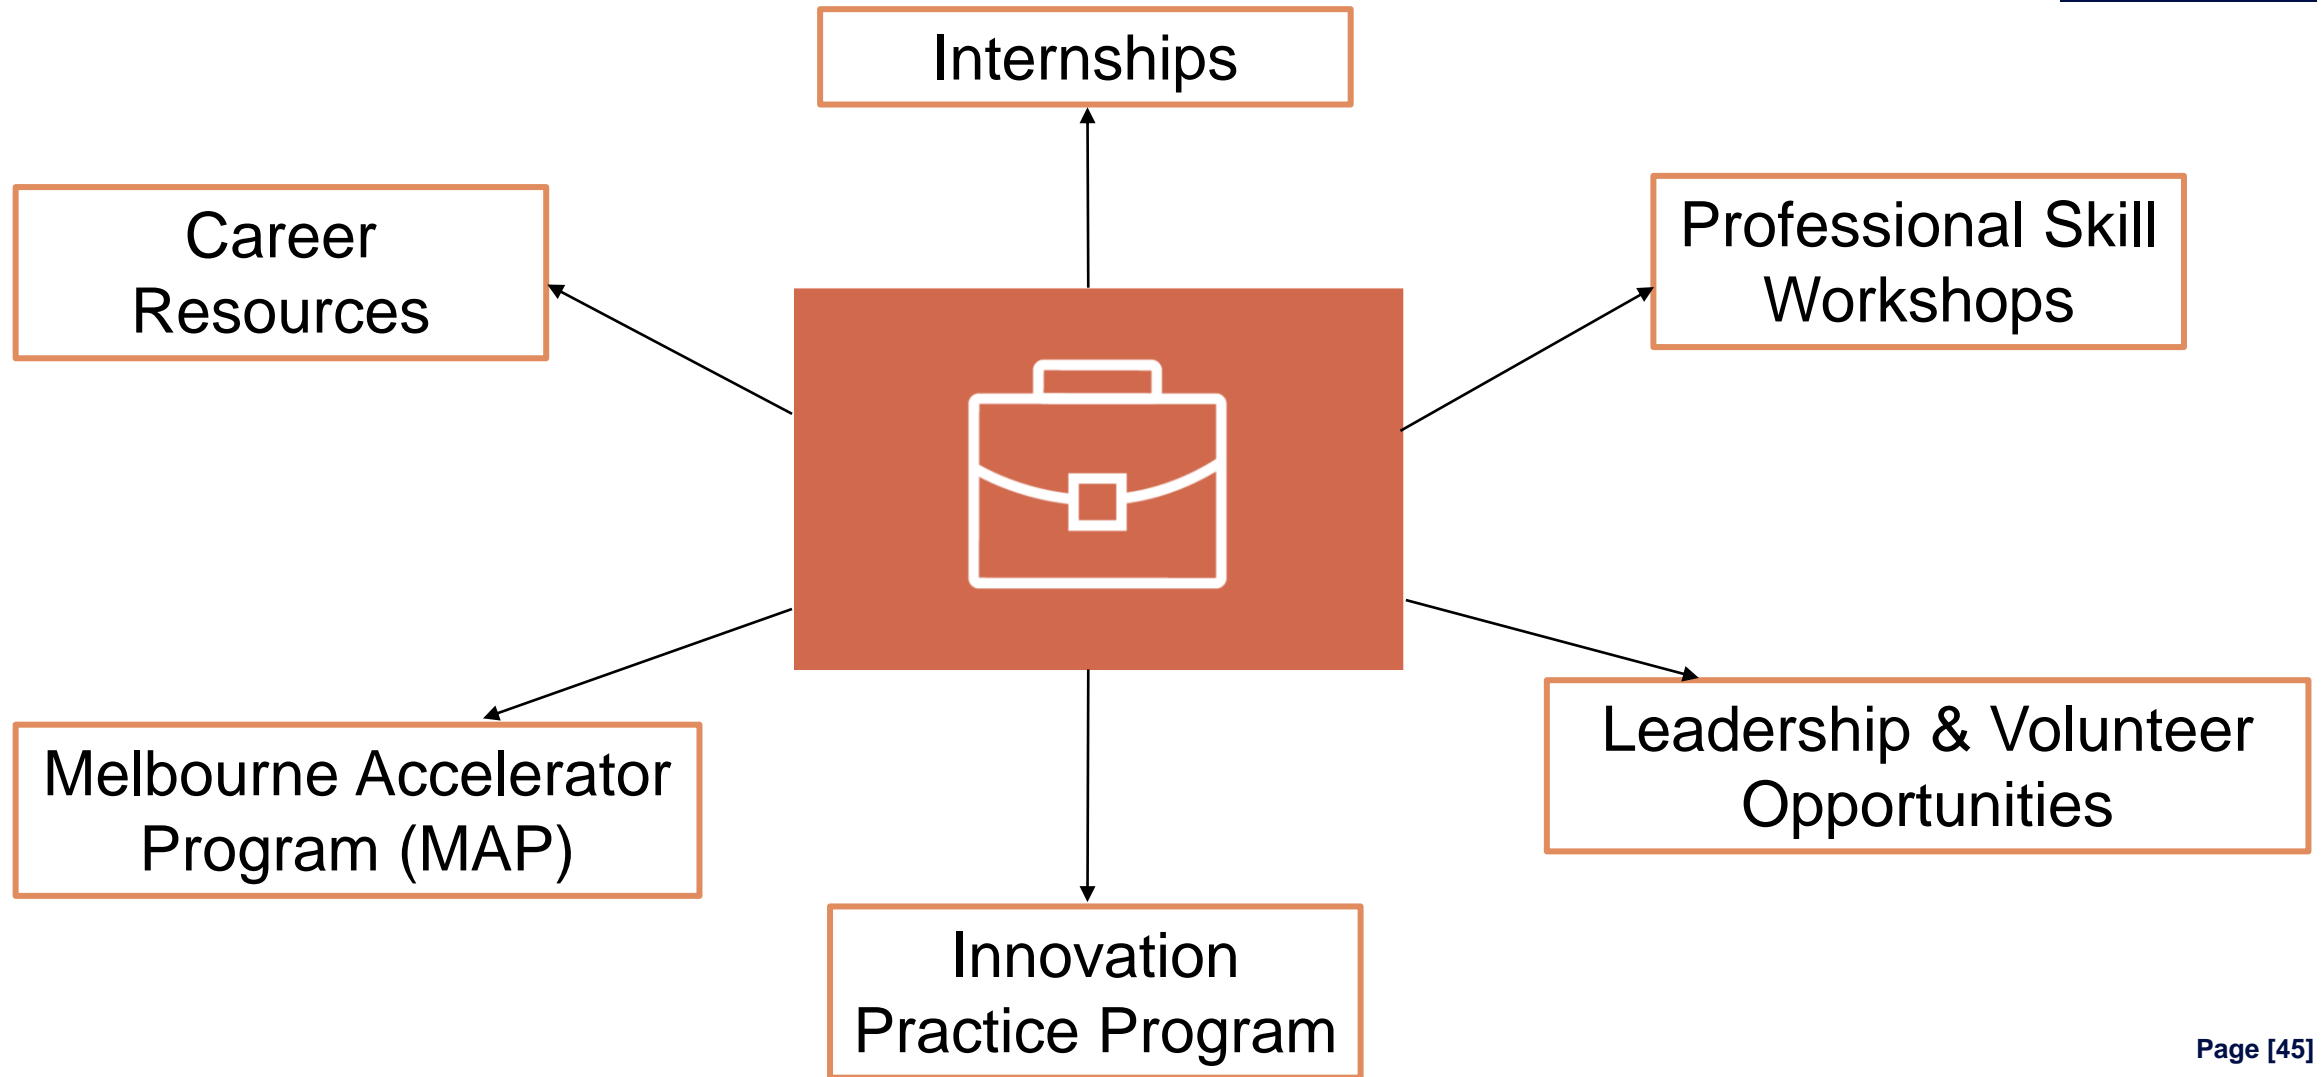 Internships
Career
Resources
Professional Skill
Workshops
Melbourne Accelerator
Program (MAP)
Leadership & Volunteer
Opportunities
Innovation
Practice Program
Page [45]